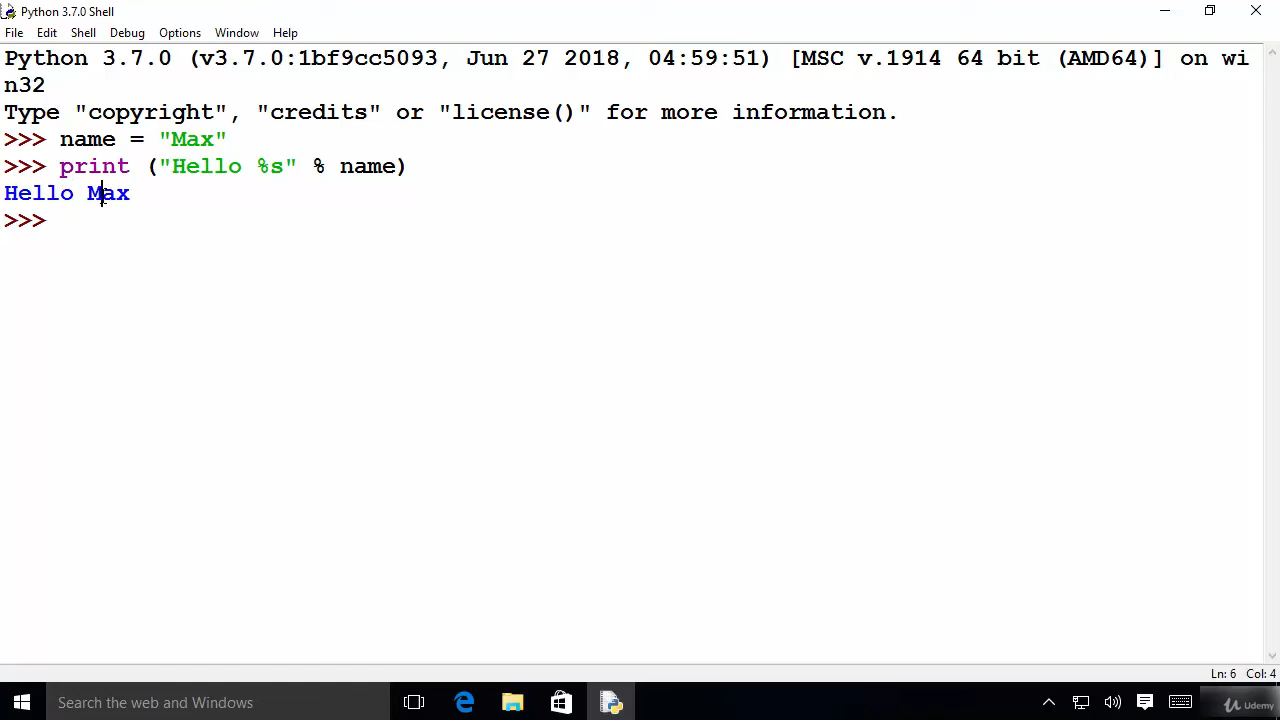 Python 3.7.0 Shell
File Edit Shell Debug Options Window Help
Python 3.7.0 (v3.7.0:1bf9cc5093, Jun 27 2018, 04:59:51) [MSC v.1914 64 bit (AMD64)] on wi
n32
Type "copyright", "credits" or "license()" for more information.
>>> name = "Max"
>>> print ("Hello %s" % name)
Hello Max
>>>
Ln: 6 Col: 4
Search the web and Windows
Udemy